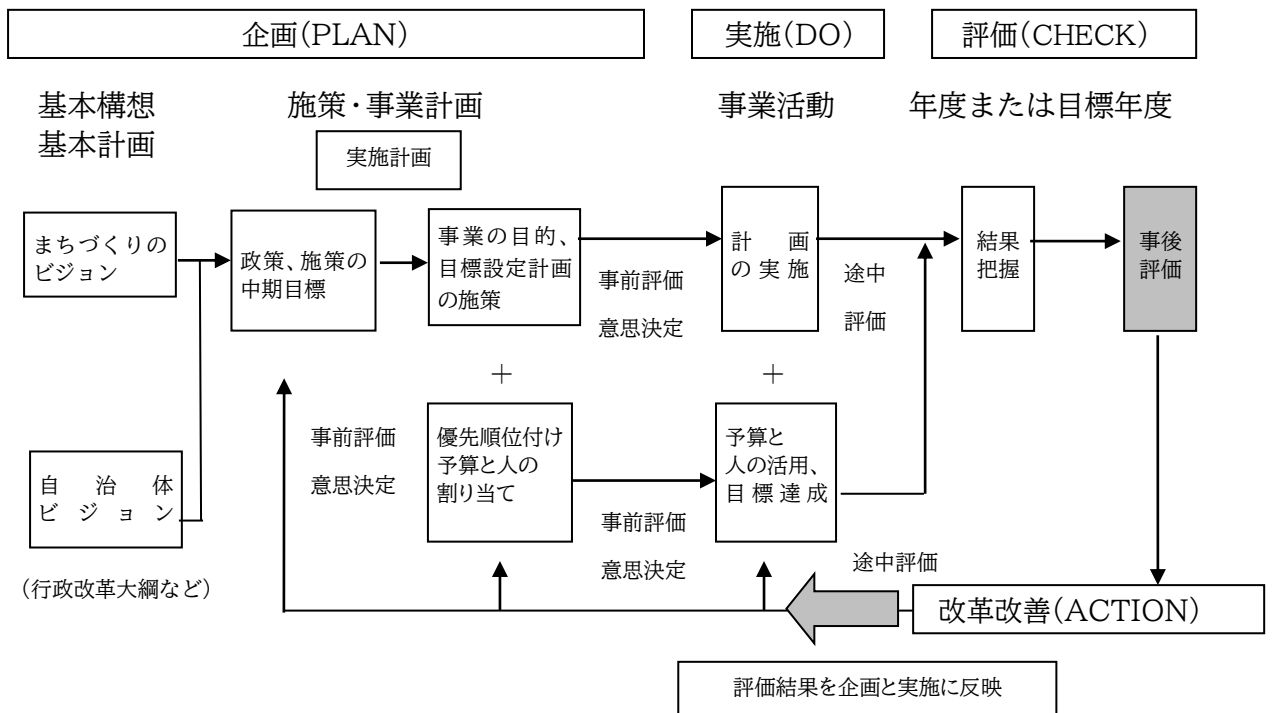 企画(PLAN)
実施(DO)
評価(CHECK)
基本構想
基本計画
施策・事業計画
事業活動
年度または目標年度
実施計画
まちづくりの
ビジョン
政策、施策の
中期目標
事業の目的、
目標設定計画
の施策
事前評価
意思決定
計画
の実施
途中
評価
結果
把握
事後
評価
+
+
自治体
ビジョン
(行政改革大綱など)
事前評価
意思決定
優先順位付け
予算と人の
割り当て
事前評価
意思決定
予算と
人の活用、
目標達成
途中評価
改革改善(ACTION)
評価結果を企画と実施に反映